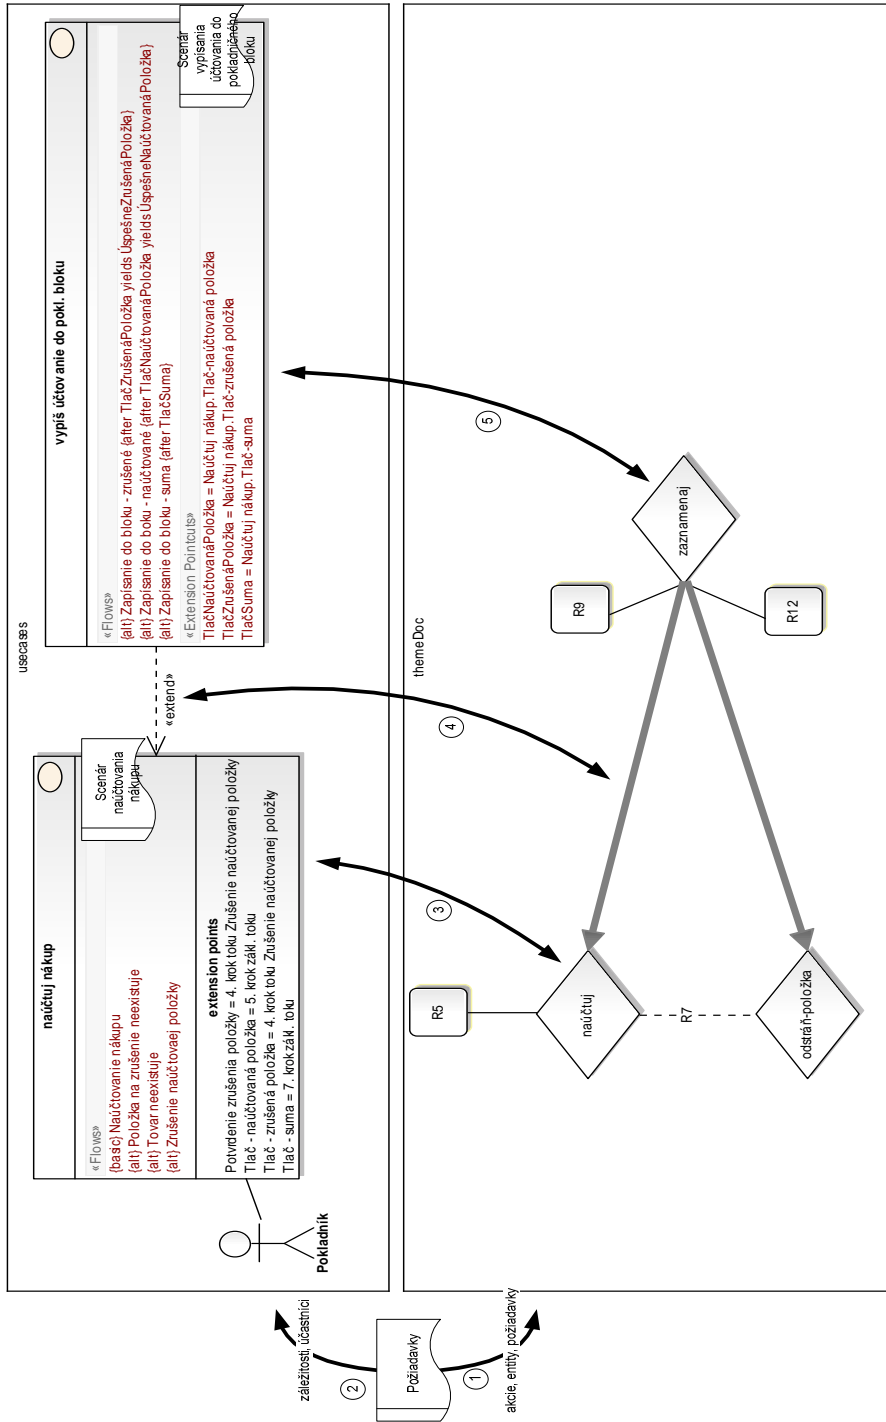 usecases
naúčtuj nákup
«Flows»
{basic} Naúčtovanie nákupu
{alt} Položka na zrušenie neexistuje
{alt} Tovar neexistuje
{alt} Zrušenie naúčtovaej položky
extension points
Potvrdenie zrušenia položky = 4. krok toku Zrušenie naúčtovanej položky
Tlač - naúčtovaná položka = 5. krok zákl. toku
Tlač - zrušená položka = 4. krok toku Zrušenie naúčtovanej položky
Tlač - suma = 7. krok zákl. toku
Scenár
naúčtovania
nákupu
Pokladník
«extend»
vypíš účtovanie do pokl. bloku
«Flows»
{alt} Zapísanie do bloku - zrušené {after TlačZrušenáPoložka yields ÚspešneZrušenáPoložka}
{alt} Zapísanie do boku - naúčtované {after TlačNaúčtovanáPoložka yields ÚspešneNaúčtovanáPoložka}
{alt} Zapísanie do bloku - suma {after TlačSuma}
«Extension Pointcuts»
TlačNaúčtovanáPoložka = Naúčtuj nákup.Tlač-naúčtovaná položka
TlačZrušenáPoložka = Naúčtuj nákup.Tlač-zrušená položka
TlačSuma = Naúčtuj nákup.Tlač-suma
Scenár
vypísania
účtovania do
pokladničného
bloku
záležitosti, účastníci
2
Požiadavky
1
akcie, entity, požiadavky
3
4
5
themeDoc
R5
naúčtuj
R7
odstráň-položka
R9
zaznamenaj
R12